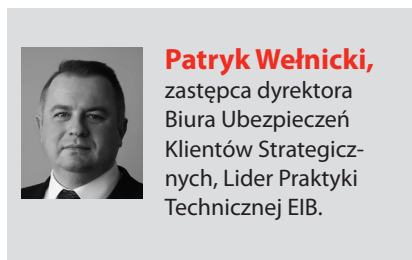 Patryk Wełnicki,
zastępca dyrektora
Biura Ubezpieczeń
Klientów Strategicz-
nych, Lider Praktyki
Technicznej EIB.